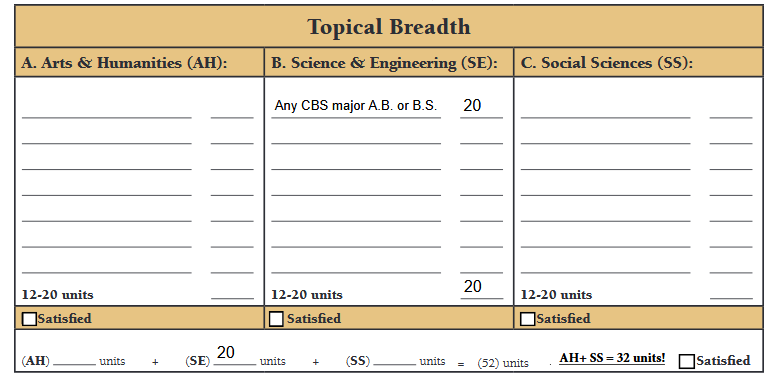 Topical Breadth
A. Arts & Humanities (AH): B. Science & Engineering (SE): C. Social Sciences (SS):
Any CBS major A.B. or B.S. 20
12-20 units 12-20 units 20 12-20 units
Satisfied Satisfied Satisfied
(AH) units + (SE) 20 units + (SS) units = (52) units . AH+ SS = 32 units! Satisfied